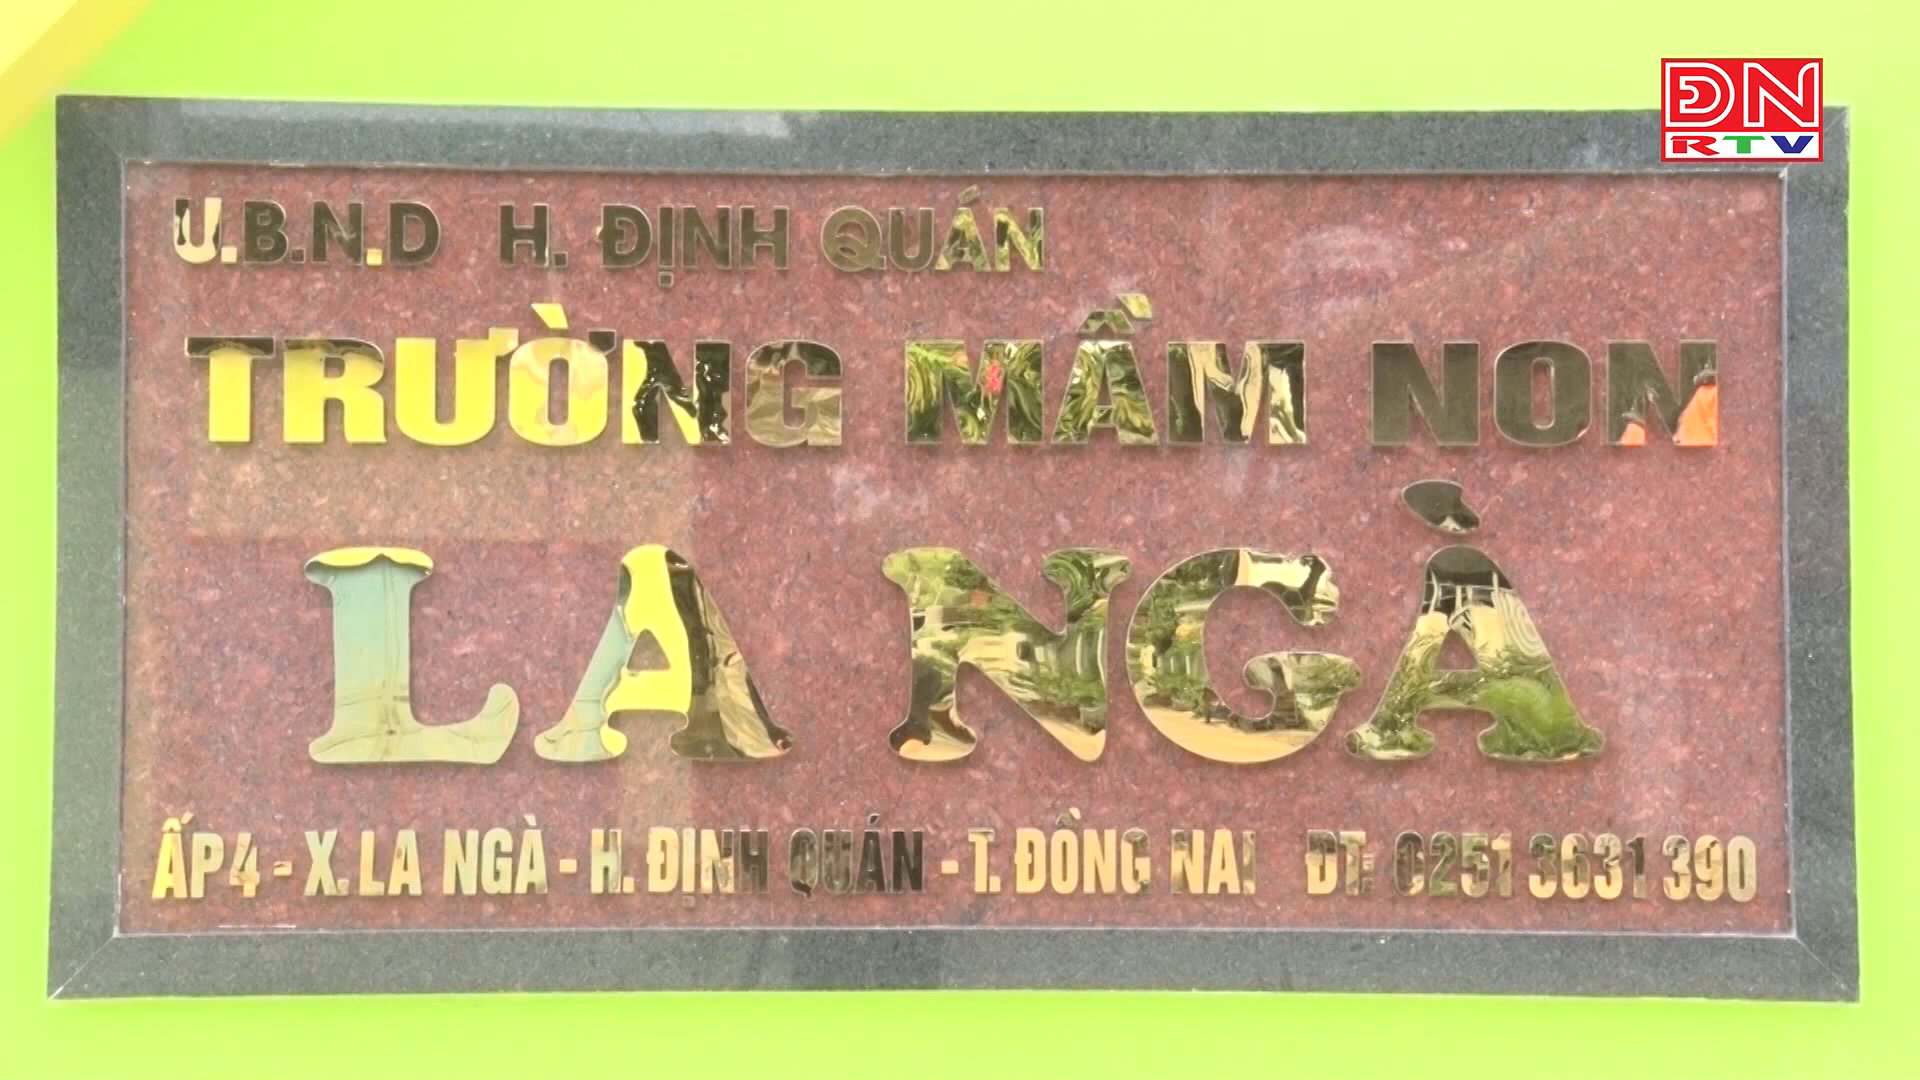 ĐN
RTV
U.B.N.D H. ĐỊNH QUÁN
TRƯỜNG MẦM NON
LA NGÀ
ẤP4 - X. LA NGÀ - H. ĐỊNH QUÁN - T. ĐỒNG NAI ĐT: 0251 3631 390